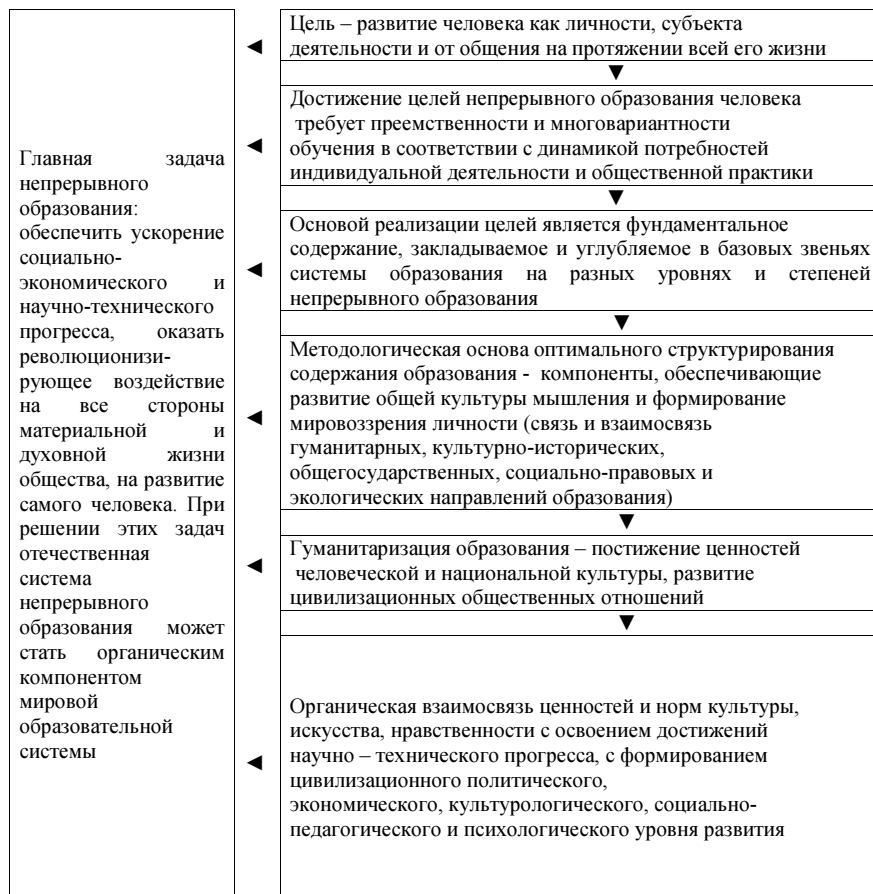 Главная задача
непрерывного
образования:
обеспечить ускорение
социально-
экономического и
научно-технического
прогресса, оказать
революционизи-
рующее воздействие
на все стороны
материальной и
духовной жизни
общества, на развитие
самого человека. При
решении этих задач
отечественная
система
непрерывного
образования может
стать органическим
компонентом
мировой
образовательной
системы
Цель – развитие человека как личности, субъекта
деятельности и от общения на протяжении всей его жизни
Достижение целей непрерывного образования человека
требует преемственности и многовариантности
обучения в соответствии с динамикой потребностей
индивидуальной деятельности и общественной практики
Основой реализации целей является фундаментальное
содержание, закладываемое и углубляемое в базовых звеньях
системы образования на разных уровнях и степеней
непрерывного образования
Методологическая основа оптимального структурирования
содержания образования - компоненты, обеспечивающие
развитие общей культуры мышления и формирование
мировоззрения личности (связь и взаимосвязь
гуманитарных, культурно-исторических,
общегосударственных, социально-правовых и
экологических направлений образования)
Гуманитаризация образования – постижение ценностей
человеческой и национальной культуры, развитие
цивилизационных общественных отношений
Органическая взаимосвязь ценностей и норм культуры,
искусства, нравственности с освоением достижений
научно – технического прогресса, с формированием
цивилизационного политического,
экономического, культурологического, социально-
педагогического и психологического уровня развития